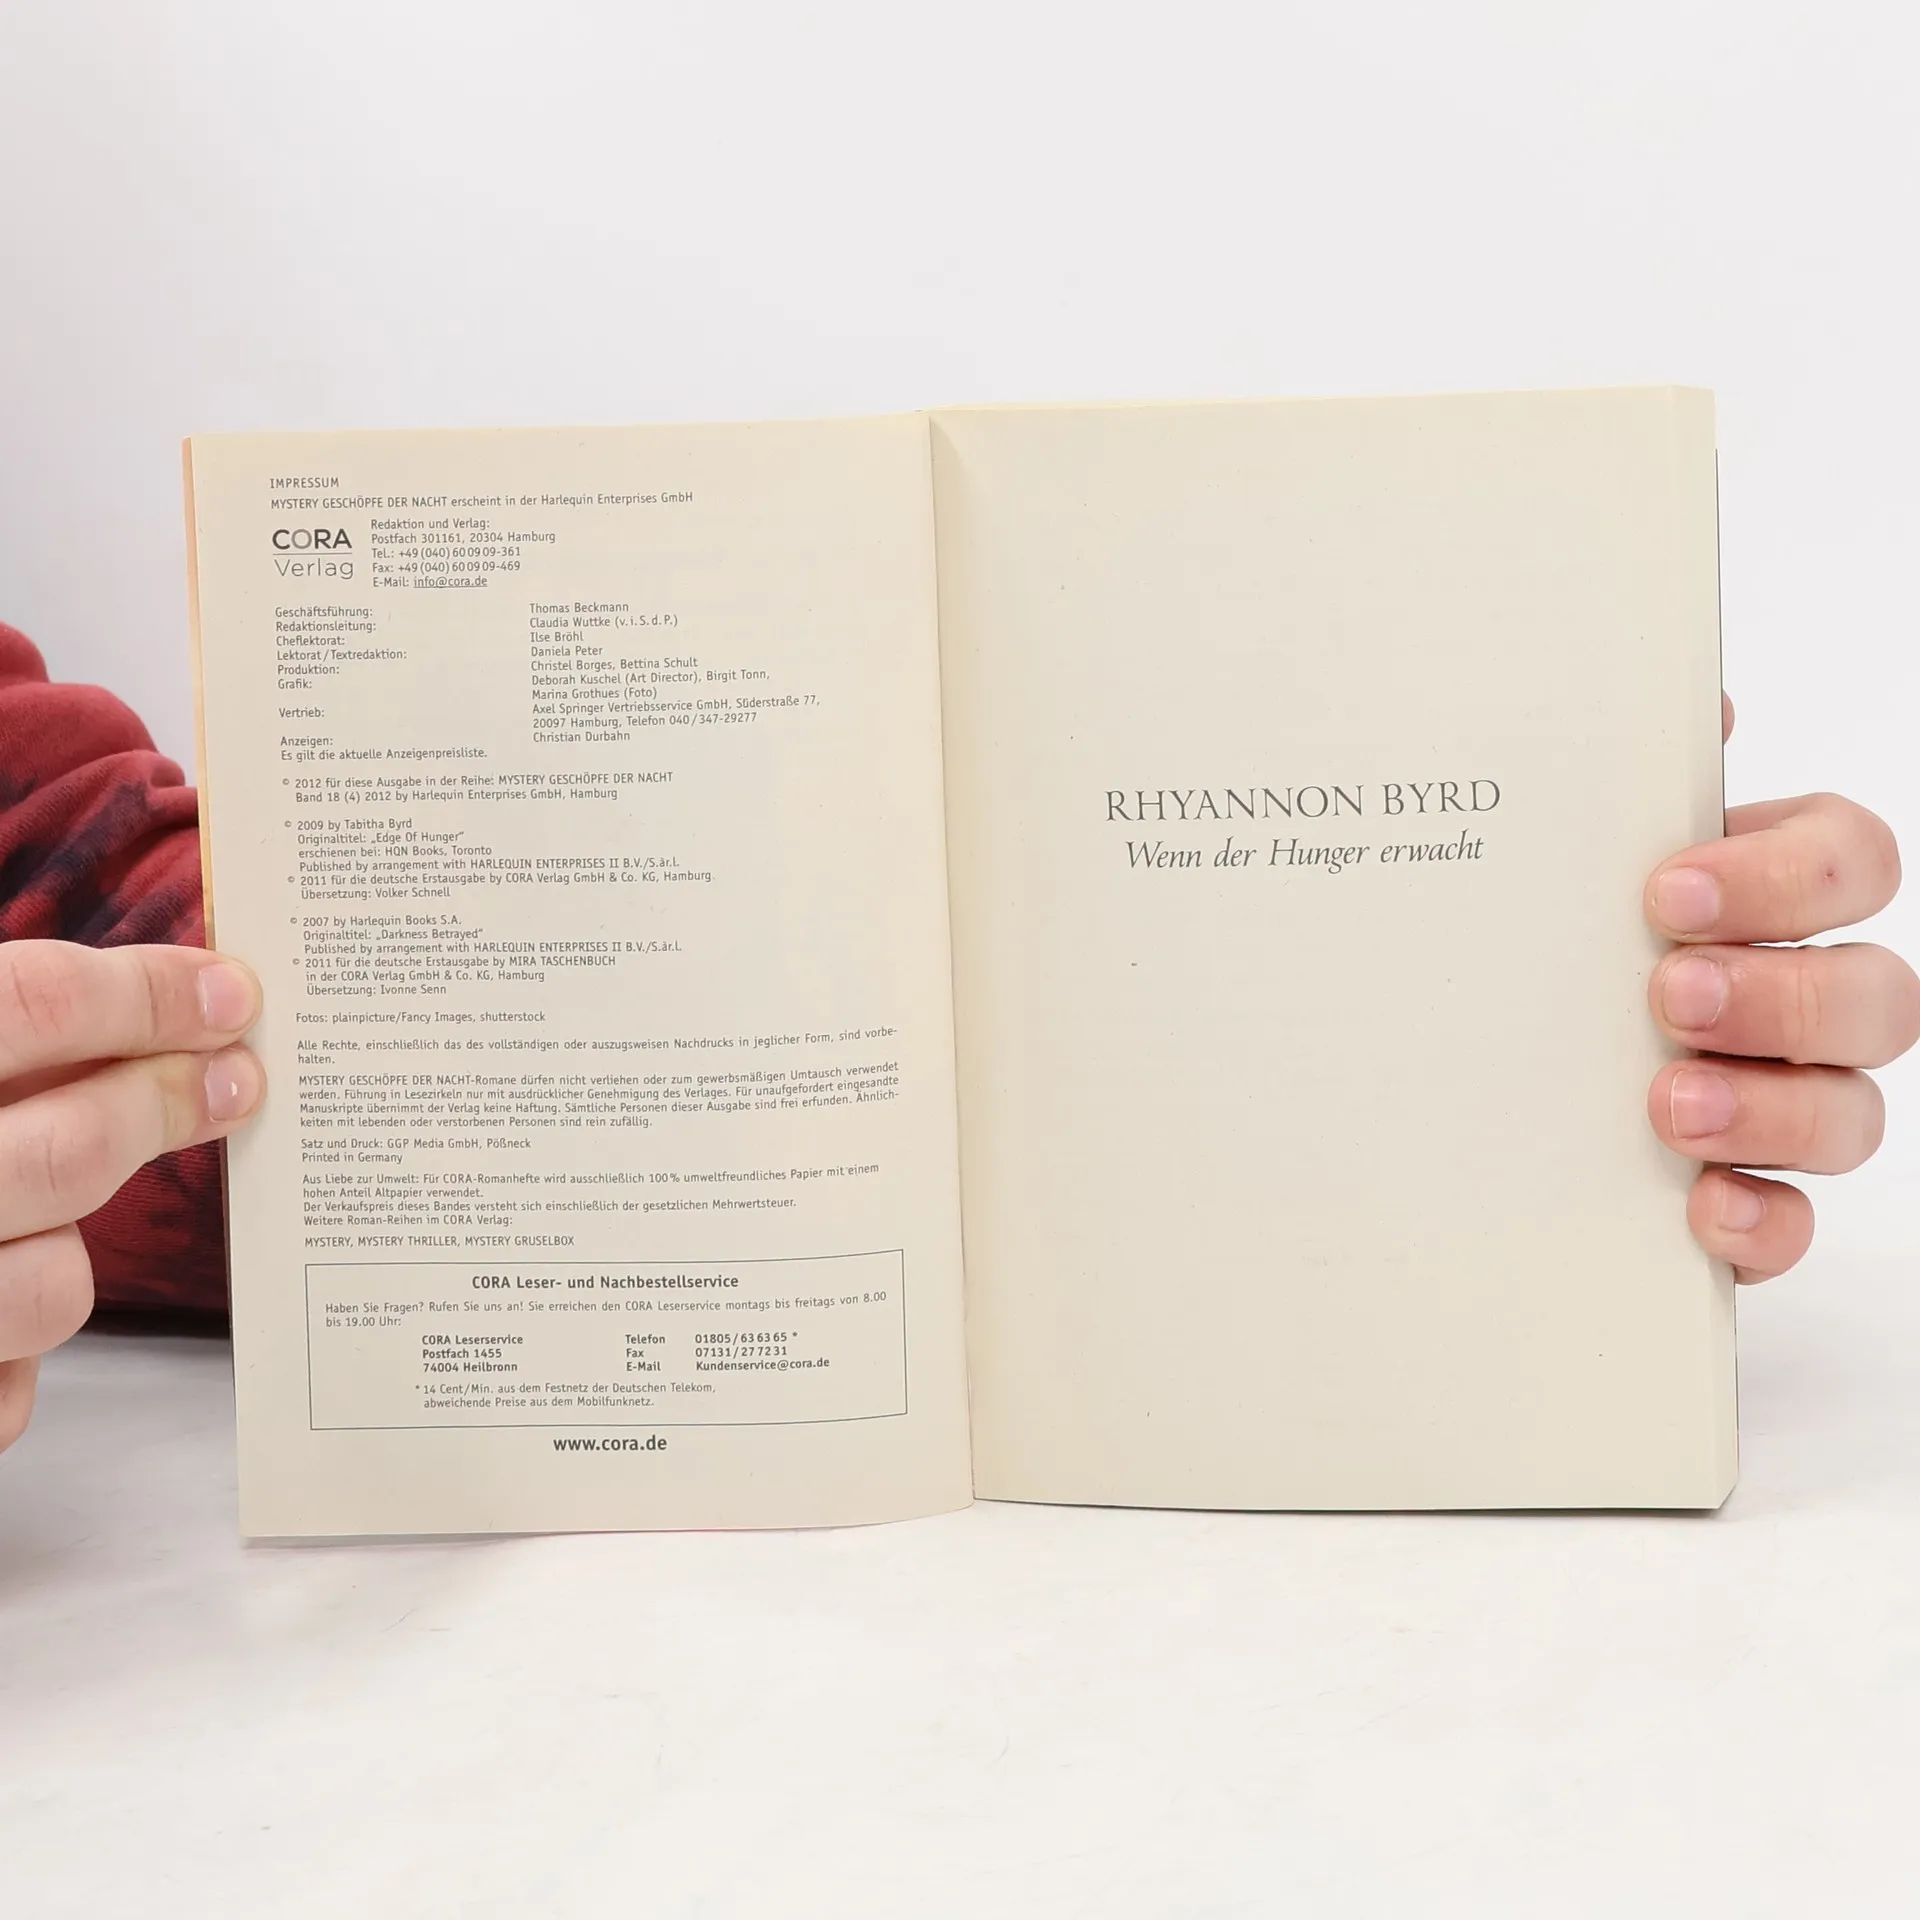 IMPRESSUM
MYSTERY GESCHÖPFE DER NACHT erscheint in der Harlequin Enterprises GmbH
CORA
Verlag
Redaktion und Verlag:
Postfach 301161, 20304 Hamburg
Tel.: +49 (040) 60 09 09-361
Fax: +49 (040) 60 09 09-469
E-Mail: info@cora.de
Geschäftsführung: Thomas Beckmann
Redaktionsleitung: Claudia Wuttke (v. i. S. d. P.)
Cheflektorat: Ilse Bröhl
Lektorat/Textredaktion: Daniela Peter
Produktion: Christel Borges, Bettina Schult
Grafik: Deborah Kuschel (Art Director), Birgit Tonn,
Marina Grothues (Foto)
Vertrieb: Axel Springer Vertriebsservice GmbH, Süderstraße 77,
20097 Hamburg, Telefon 040/347-29277
Anzeigen: Christian Durbahn
Es gilt die aktuelle Anzeigenpreisliste.
© 2012 für diese Ausgabe in der Reihe: MYSTERY GESCHÖPFE DER NACHT
Band 18 (4) 2012 by Harlequin Enterprises GmbH, Hamburg
© 2009 by Tabitha Byrd
Originaltitel: „Edge Of Hunger“
erschienen bei: HQN Books, Toronto
Published by arrangement with HARLEQUIN ENTERPRISES II B.V./S.àr.l.
© 2011 für die deutsche Erstausgabe by CORA Verlag GmbH & Co. KG, Hamburg
Übersetzung: Volker Schnell
© 2007 by Harlequin Books S.A.
Originaltitel: „Darkness Betrayed“
Published by arrangement with HARLEQUIN ENTERPRISES II B.V./S.àr.l.
© 2011 für die deutsche Erstausgabe by MIRA TASCHENBUCH
in der CORA Verlag GmbH & Co. KG, Hamburg
Übersetzung: Ivonne Senn
Fotos: plainpicture/Fancy Images, shutterstock
Alle Rechte, einschließlich das des vollständigen oder auszugsweisen Nachdrucks in jeglicher Form, sind vorbe-
halten.
MYSTERY GESCHÖPFE DER NACHT-Romane dürfen nicht verliehen oder zum gewerbsmäßigen Umtausch verwendet
werden. Führung in Lesezirkeln nur mit ausdrücklicher Genehmigung des Verlages. Für unaufgefordert eingesandte
Manuskripte übernimmt der Verlag keine Haftung. Sämtliche Personen dieser Ausgabe sind frei erfunden. Ähnlich-
keiten mit lebenden oder verstorbenen Personen sind rein zufällig.
Satz und Druck: GGP Media GmbH, Pößneck
Printed in Germany
Aus Liebe zur Umwelt: Für CORA-Romanhefte wird ausschließlich 100% umweltfreundliches Papier mit einem
hohen Anteil Altpapier verwendet.
Der Verkaufspreis dieses Bandes versteht sich einschließlich der gesetzlichen Mehrwertsteuer.
Weitere Roman-Reihen im CORA Verlag:
MYSTERY, MYSTERY THRILLER, MYSTERY GRUSELBOX
CORA Leser- und Nachbestellservice
Haben Sie Fragen? Rufen Sie uns an! Sie erreichen den CORA Leserservice montags bis freitags von 8.00
bis 19.00 Uhr:
CORA Leserservice Telefon 01805/63 63 65 *
Postfach 1455 Fax 07131/27 72 31
74004 Heilbronn E-Mail Kundenservice@cora.de
* 14 Cent/Min. aus dem Festnetz der Deutschen Telekom,
abweichende Preise aus dem Mobilfunknetz.
www.cora.de
RHYANNON BYRD
Wenn der Hunger erwacht